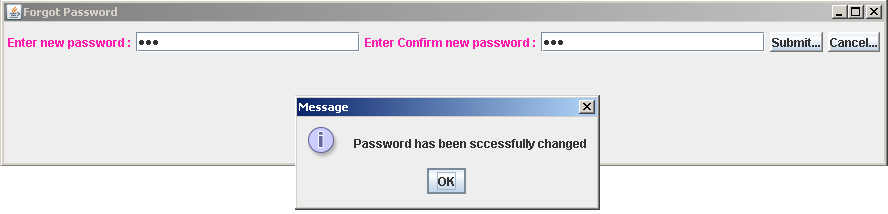 Forgot Password
Enter new password : ••• Enter Confirm new password : ••• Submit... Cancel...
Message
i
Password has been sccessfully changed
OK